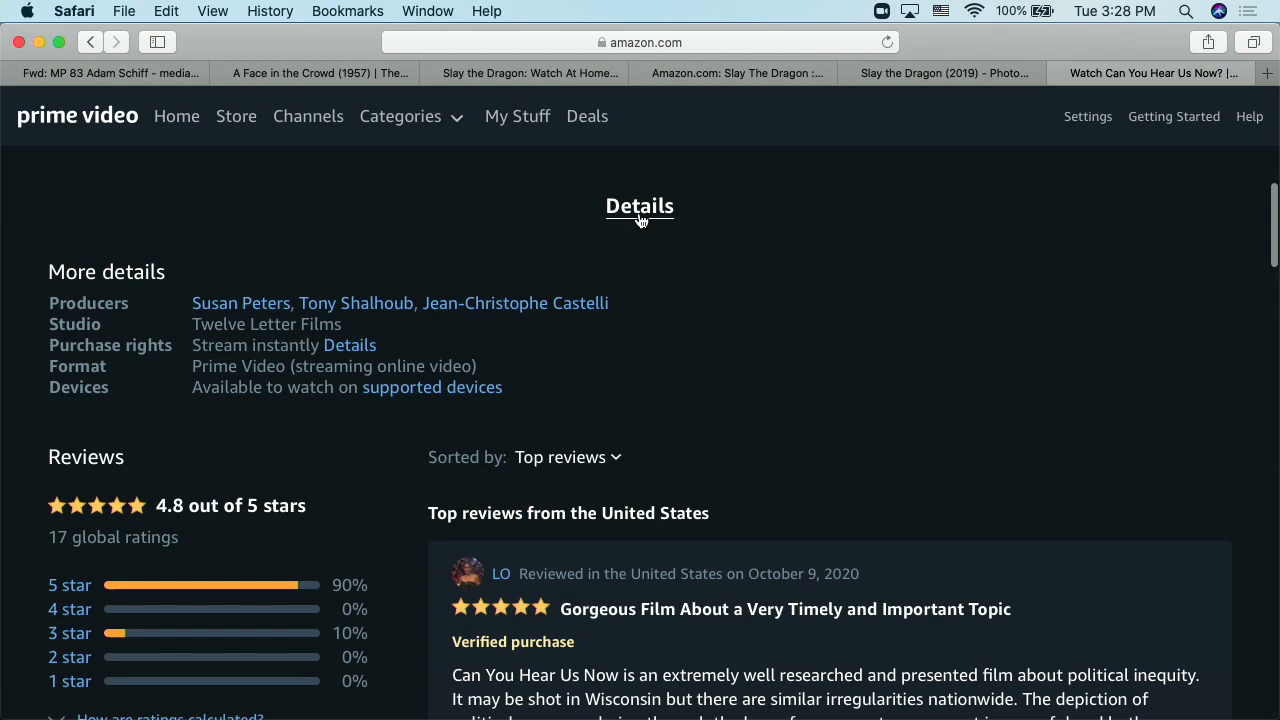 Safari File Edit View History Bookmarks Window Help 100% Tue 3:28 PM
amazon.com
Fwd: MP 83 Adam Schiff - media... A Face in the Crowd (1957) | The... Slay the Dragon: Watch At Home... Amazon.com: Slay The Dragon :... Slay the Dragon (2019) - Photo... Watch Can You Hear Us Now? |...
prime video Home Store Channels Categories My Stuff Deals Settings Getting Started Help
Details
More details
Producers Susan Peters, Tony Shalhoub, Jean-Christophe Castelli
Studio Twelve Letter Films
Purchase rights Stream instantly Details
Format Prime Video (streaming online video)
Devices Available to watch on supported devices
Reviews
4.8 out of 5 stars
17 global ratings
5 star 90%
4 star 0%
3 star 10%
2 star 0%
1 star 0%
How are ratings calculated?
Sorted by: Top reviews
Top reviews from the United States
LO Reviewed in the United States on October 9, 2020
Gorgeous Film About a Very Timely and Important Topic
Verified purchase
Can You Hear Us Now is an extremely well researched and presented film about political inequity.
It may be shot in Wisconsin but there are similar irregularities nationwide. The depiction of